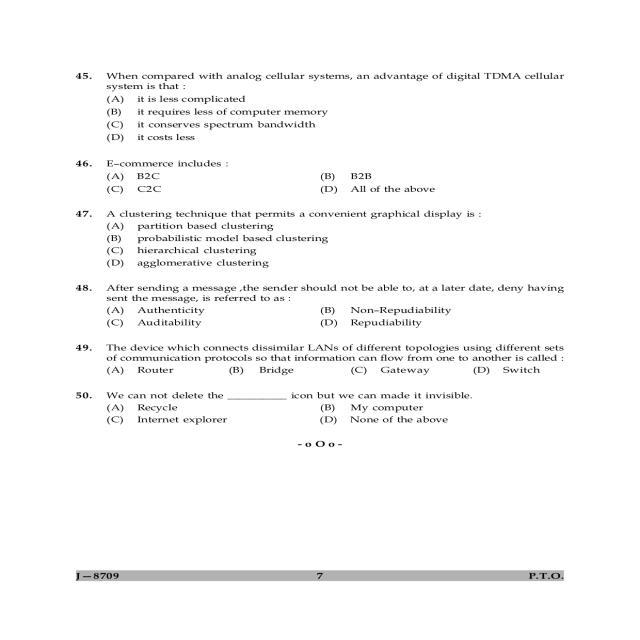 45. When compared with analog cellular systems, an advantage of digital TDMA cellular
system is that :
(A) it is less complicated
(B) it requires less of computer memory
(C) it conserves spectrum bandwidth
(D) it costs less
46. E–commerce includes :
(A) B2C (B) B2B
(C) C2C (D) All of the above
47. A clustering technique that permits a convenient graphical display is :
(A) partition based clustering
(B) probabilistic model based clustering
(C) hierarchical clustering
(D) agglomerative clustering
48. After sending a message ,the sender should not be able to, at a later date, deny having
sent the message, is referred to as :
(A) Authenticity (B) Non–Repudiability
(C) Auditability (D) Repudiability
49. The device which connects dissimilar LANs of different topologies using different sets
of communication protocols so that information can flow from one to another is called :
(A) Router (B) Bridge (C) Gateway (D) Switch
50. We can not delete the __________ icon but we can made it invisible.
(A) Recycle (B) My computer
(C) Internet explorer (D) None of the above
- o O o -
J—8709 7 P.T.O.